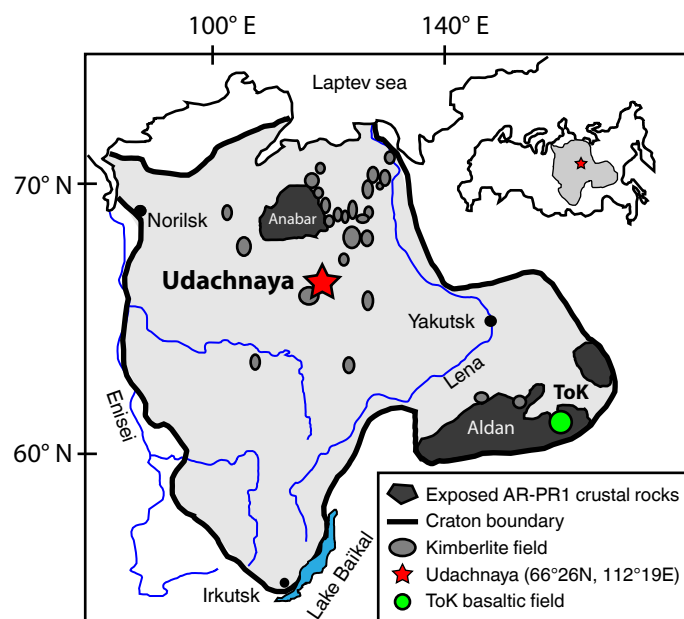 100° E
140° E
Laptev sea
70° N
Anabar
Norilsk
Udachnaya
Yakutsk
Lena
ToK
Enisei
Aldan
60° N
Exposed AR-PR1 crustal rocks
Craton boundary
Kimberlite field
Udachnaya (66°26N, 112°19E)
ToK basaltic field
Lake Baïkal
Irkutsk